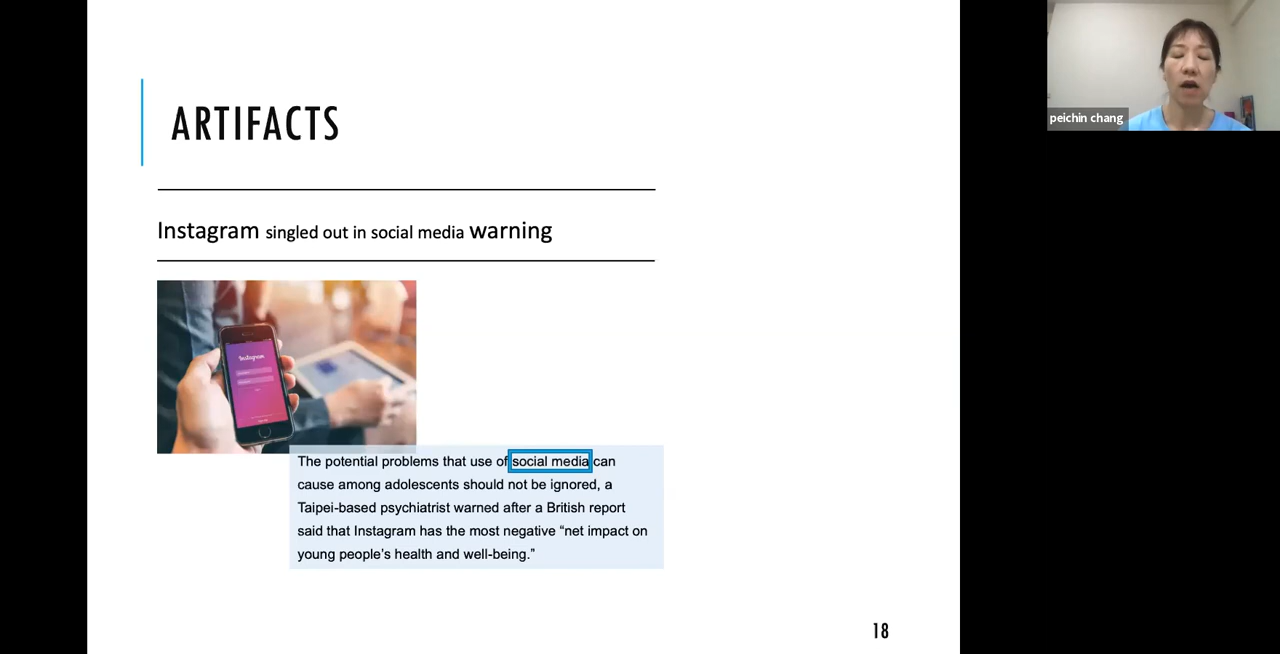 ARTIFACTS
Instagram singled out in social media warning
Instagram
The potential problems that use of social media can
cause among adolescents should not be ignored, a
Taipei-based psychiatrist warned after a British report
said that Instagram has the most negative “net impact on
young people’s health and well-being.”
18
peichin chang